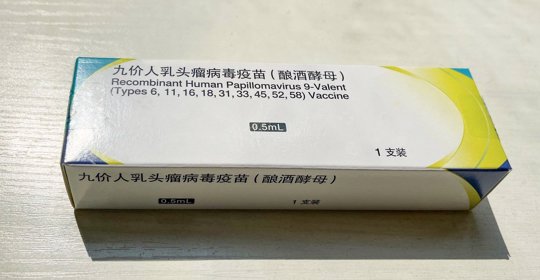 九价人乳头瘤病毒疫苗（酿酒酵母）
Recombinant Human Papillomavirus 9-Valent
(Types 6, 11, 16, 18, 31, 33, 45, 52, 58) Vaccine
0.5mL
1 支装
九价人乳头瘤病毒疫苗（酿酒酵母）
0.5mL
1 支装